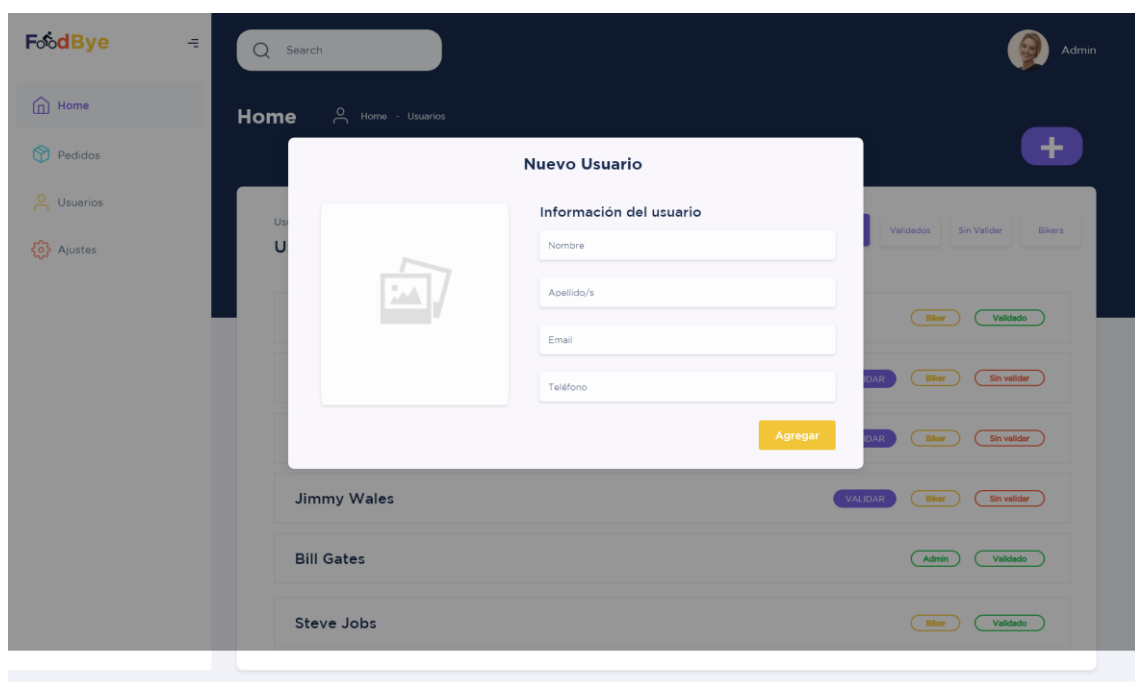 FoodBye
Search
Admin
Home
Home
Home - Usuarios
Pedidos
Usuarios
Ajustes
Nuevo Usuario
Información del usuario
Nombre
Apellido/s
Email
Teléfono
Agregar
Validados
Sin Validar
Bikers
Biker
Validado
Biker
Sin validar
Biker
Sin validar
Jimmy Wales
VALIDAR
Biker
Sin validar
Bill Gates
Admin
Validado
Steve Jobs
Biker
Validado